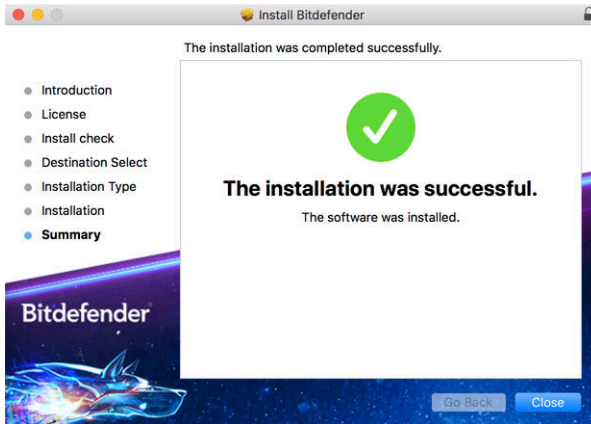 Install Bitdefender
The installation was completed successfully.
Introduction
License
Install check
Destination Select
Installation Type
Installation
Summary
The installation was successful.
The software was installed.
Bitdefender
Go Back
Close